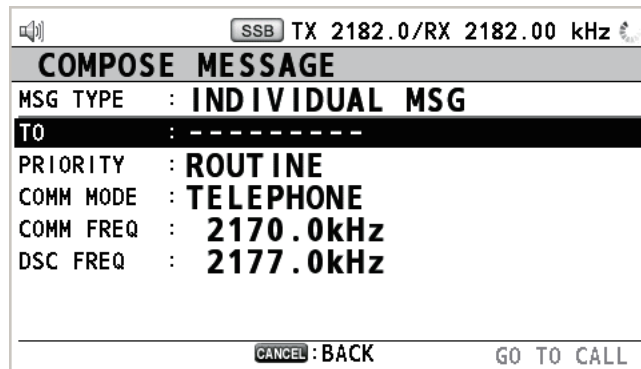 SSB TX 2182.0/RX 2182.00 kHz
COMPOSE MESSAGE
MSG TYPE : INDIVIDUAL MSG
TO : ---------
PRIORITY : ROUTINE
COMM MODE : TELEPHONE
COMM FREQ : 2170.0kHz
DSC FREQ : 2177.0kHz
CANCEL : BACK GO TO CALL